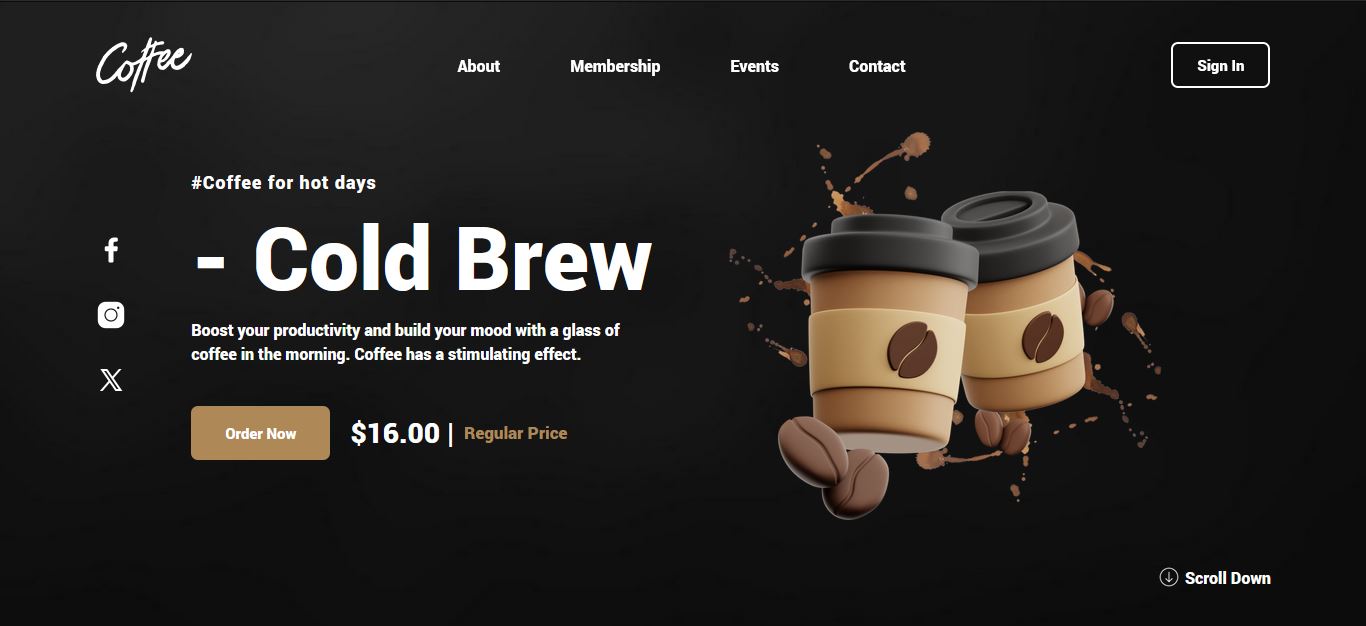 Coffee
About
Membership
Events
Contact
Sign In
#Coffee for hot days
- Cold Brew
Boost your productivity and build your mood with a glass of
coffee in the morning. Coffee has a stimulating effect.
Order Now
$16.00 | Regular Price
Scroll Down